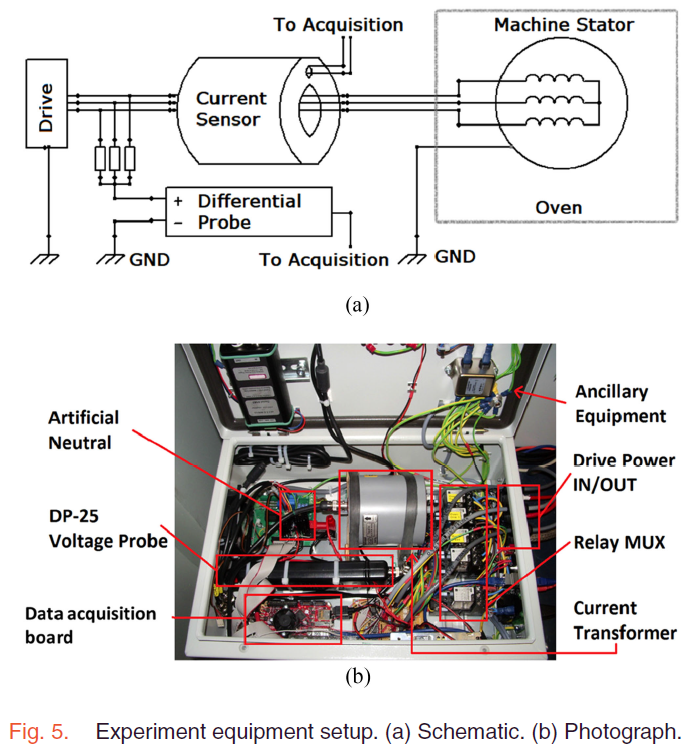 To Acquisition
Machine Stator
Drive
Current
Sensor
+ Differential
− Probe
Oven
GND
To Acquisition
GND
(a)
Artificial
Neutral
DP-25
Voltage Probe
Data acquisition
board
Ancillary
Equipment
Drive Power
IN/OUT
Relay MUX
Current
Transformer
(b)
Fig. 5. Experiment equipment setup. (a) Schematic. (b) Photograph.